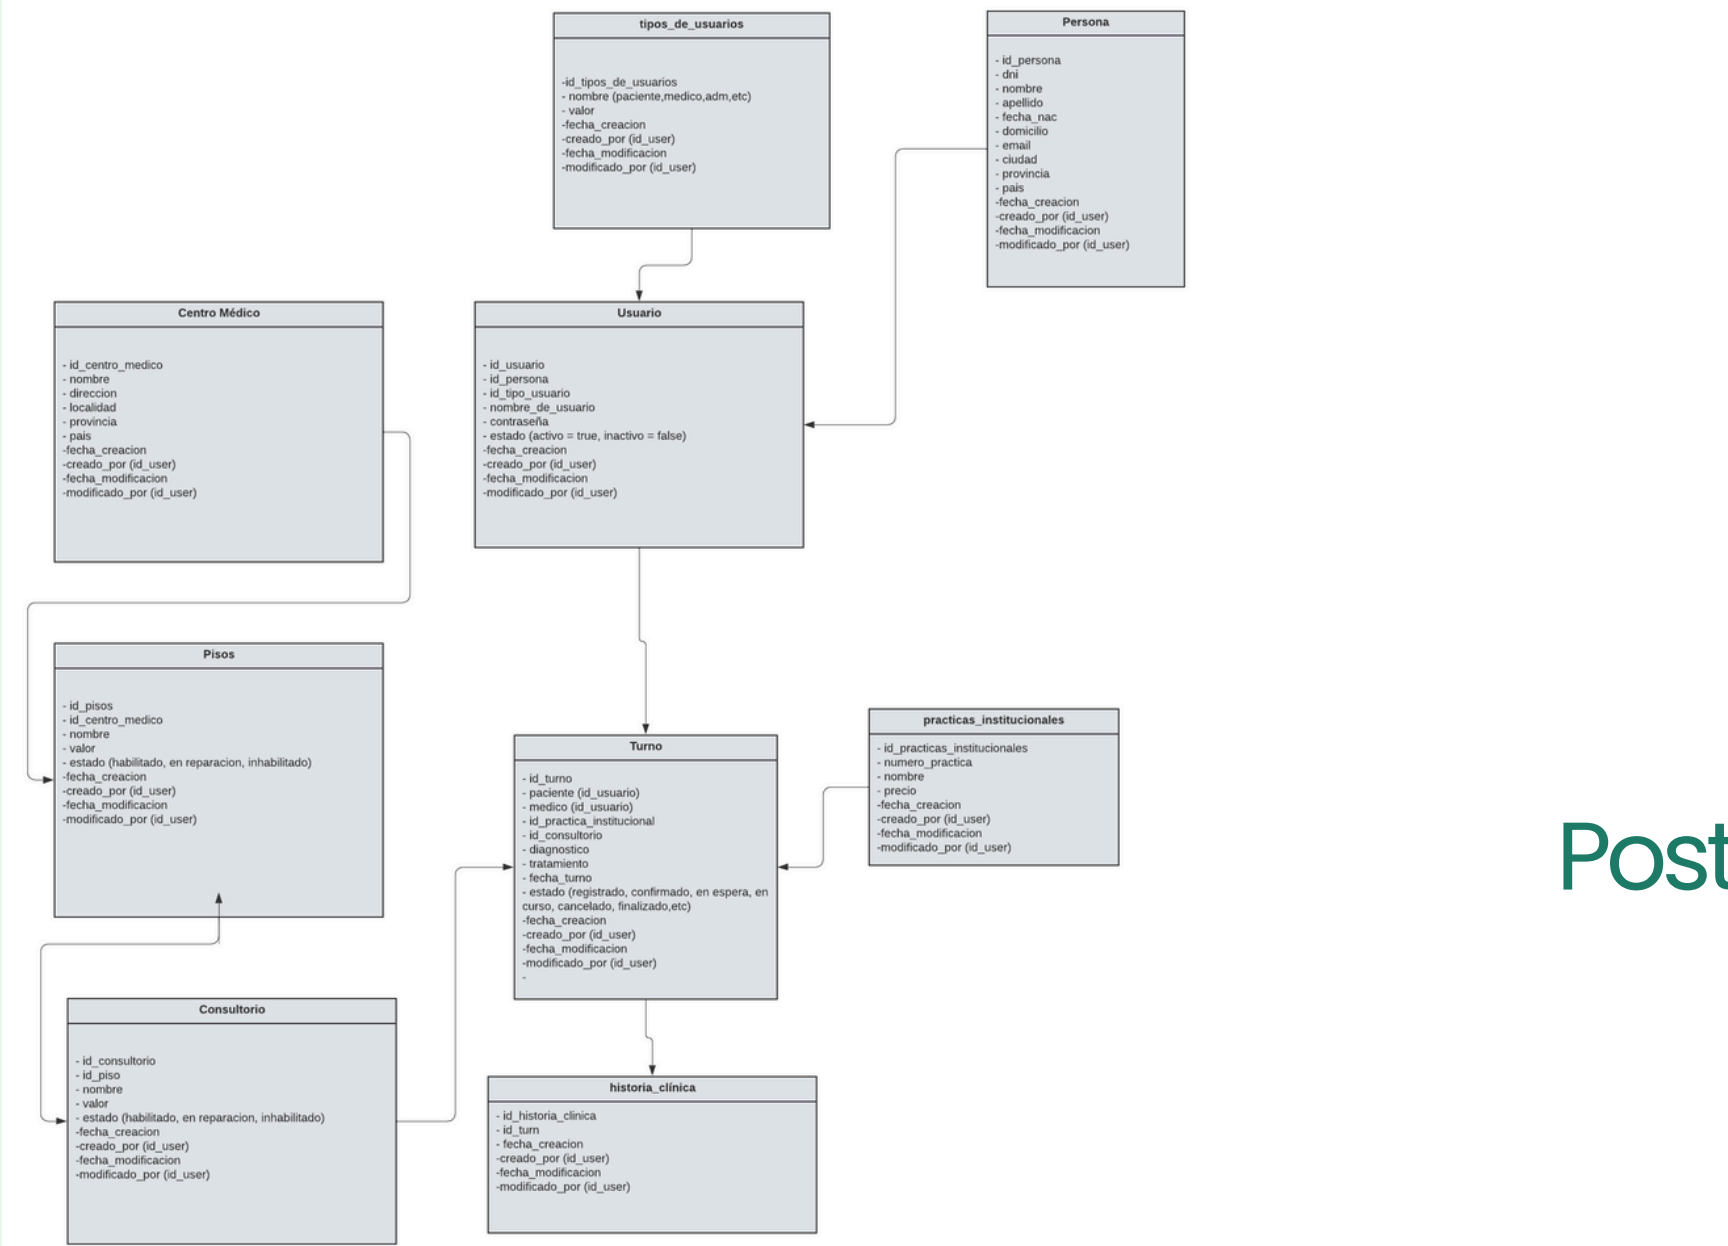 tipos_de_usuarios
-id_tipos_de_usuarios
- nombre (paciente,medico,adm,etc)
- valor
-fecha_creacion
-creado_por (id_user)
-fecha_modificacion
-modificado_por (id_user)
Persona
- id_persona
- dni
- nombre
- apellido
- fecha_nac
- domicilio
- email
- ciudad
- provincia
- pais
-fecha_creacion
-creado_por (id_user)
-fecha_modificacion
-modificado_por (id_user)
Centro Médico
- id_centro_medico
- nombre
- direccion
- localidad
- provincia
- pais
-fecha_creacion
-creado_por (id_user)
-fecha_modificacion
-modificado_por (id_user)
Usuario
- id_usuario
- id_persona
- id_tipo_usuario
- nombre_de_usuario
- contraseña
- estado (activo = true, inactivo = false)
-fecha_creacion
-creado_por (id_user)
-fecha_modificacion
-modificado_por (id_user)
Pisos
- id_pisos
- id_centro_medico
- nombre
- valor
- estado (habilitado, en reparacion, inhabilitado)
-fecha_creacion
-creado_por (id_user)
-fecha_modificacion
-modificado_por (id_user)
Turno
- id_turno
- paciente (id_usuario)
- medico (id_usuario)
- id_practica_institucional
- id_consultorio
- diagnostico
- tratamiento
- fecha_turno
- estado (registrado, confirmado, en espera, en
curso, cancelado, finalizado,etc)
-fecha_creacion
-creado_por (id_user)
-fecha_modificacion
-modificado_por (id_user)
-
practicas_institucionales
- id_practicas_institucionales
- numero_practica
- nombre
- precio
-fecha_creacion
-creado_por (id_user)
-fecha_modificacion
-modificado_por (id_user)
Post
Consultorio
- id_consultorio
- id_piso
- nombre
- valor
- estado (habilitado, en reparacion, inhabilitado)
-fecha_creacion
-creado_por (id_user)
-fecha_modificacion
-modificado_por (id_user)
historia_clínica
- id_historia_clinica
- id_turn
- fecha_creacion
-creado_por (id_user)
-fecha_modificacion
-modificado_por (id_user)